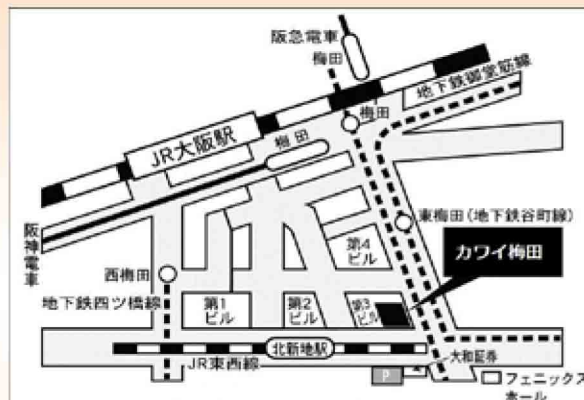 阪急電車
梅田
地下鉄御堂筋線
梅田
JR大阪駅
梅田
阪神電車
東梅田(地下鉄谷町線)
カワイ梅田
西梅田
第4
ビル
地下鉄四ツ橋線
第1
ビル
第2
ビル
第3
ビル
北新地駅
JR東西線
大和証券
P
フェニックス
ホール